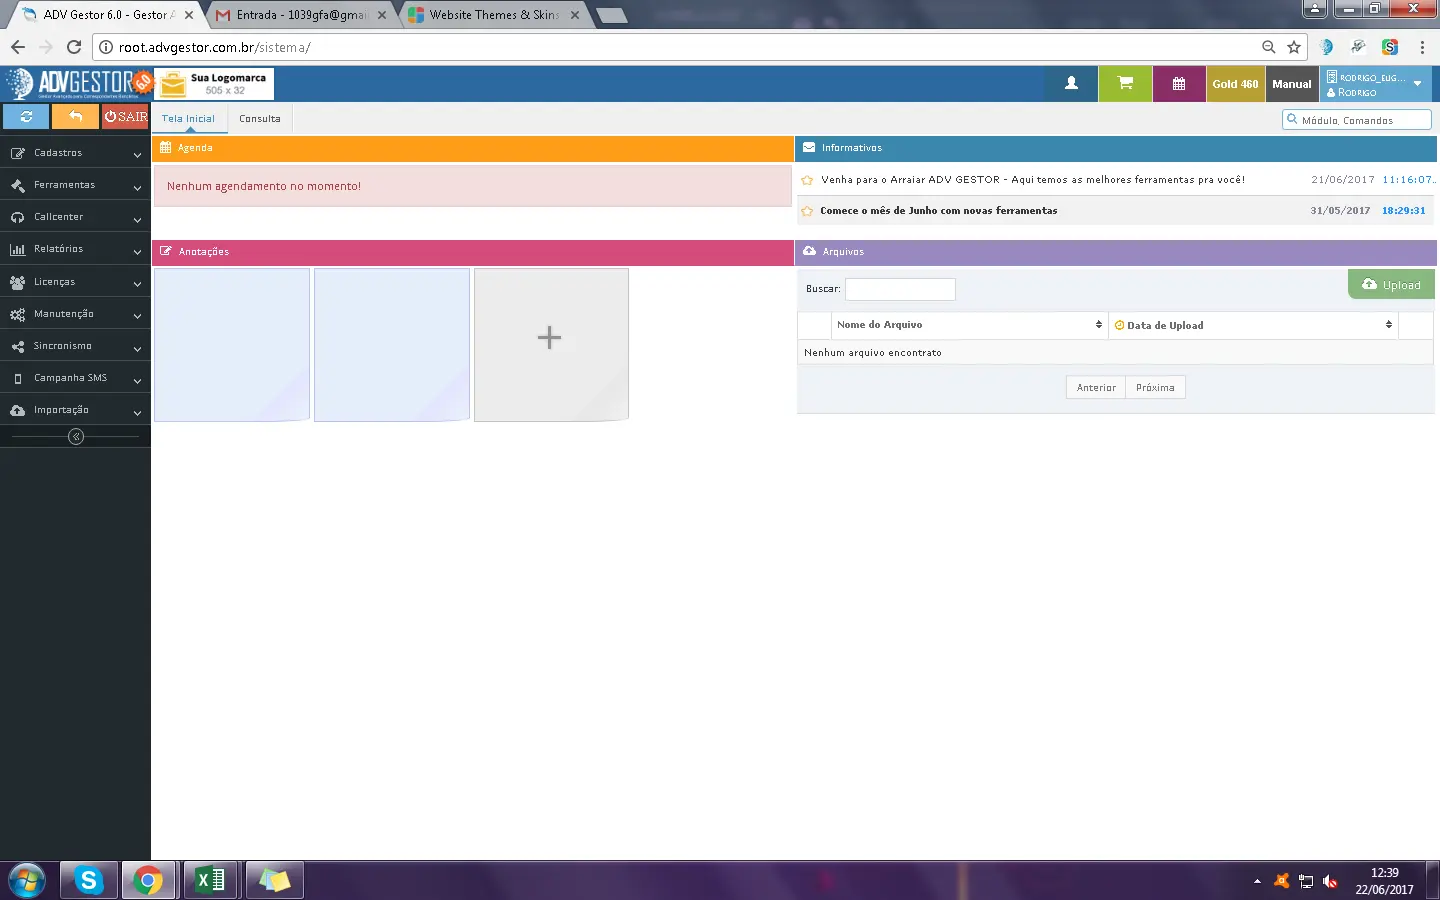 ADV Gestor 6.0 - Gestor A
Entrada - 1039gfa@gmai
Website Themes & Skins
root.advgestor.com.br/sistema/
ADVGESTOR 6.0
Sua Logomarca
505 x 32
Gold 460
Manual
RODRIGO_EUG...
RODRIGO
SAIR
Tela Inicial
Consulta
Módulo, Comandos
Cadastros
Ferramentas
Callcenter
Relatórios
Licenças
Manutenção
Sincronismo
Campanha SMS
Importação
Agenda
Nenhum agendamento no momento!
Informativos
Venha para o Arraiar ADV GESTOR - Aqui temos as melhores ferramentas pra você! 21/06/2017 11:16:07..
Comece o mês de Junho com novas ferramentas 31/05/2017 18:29:31
Anotações
Arquivos
Buscar:
Upload
Nome do Arquivo
Data de Upload
Nenhum arquivo encontrato
Anterior
Próxima
12:39
22/06/2017